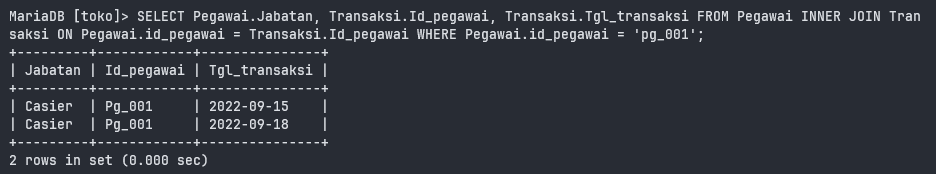 MariaDB [toko]> SELECT Pegawai.Jabatan, Transaksi.Id_pegawai, Transaksi.Tgl_transaksi FROM Pegawai INNER JOIN Tran
saksi ON Pegawai.id_pegawai = Transaksi.Id_pegawai WHERE Pegawai.id_pegawai = 'pg_001';
+---------+------------+---------------+
| Jabatan | Id_pegawai | Tgl_transaksi |
+---------+------------+---------------+
| Casier  | Pg_001     | 2022-09-15    |
| Casier  | Pg_001     | 2022-09-18    |
+---------+------------+---------------+
2 rows in set (0.000 sec)